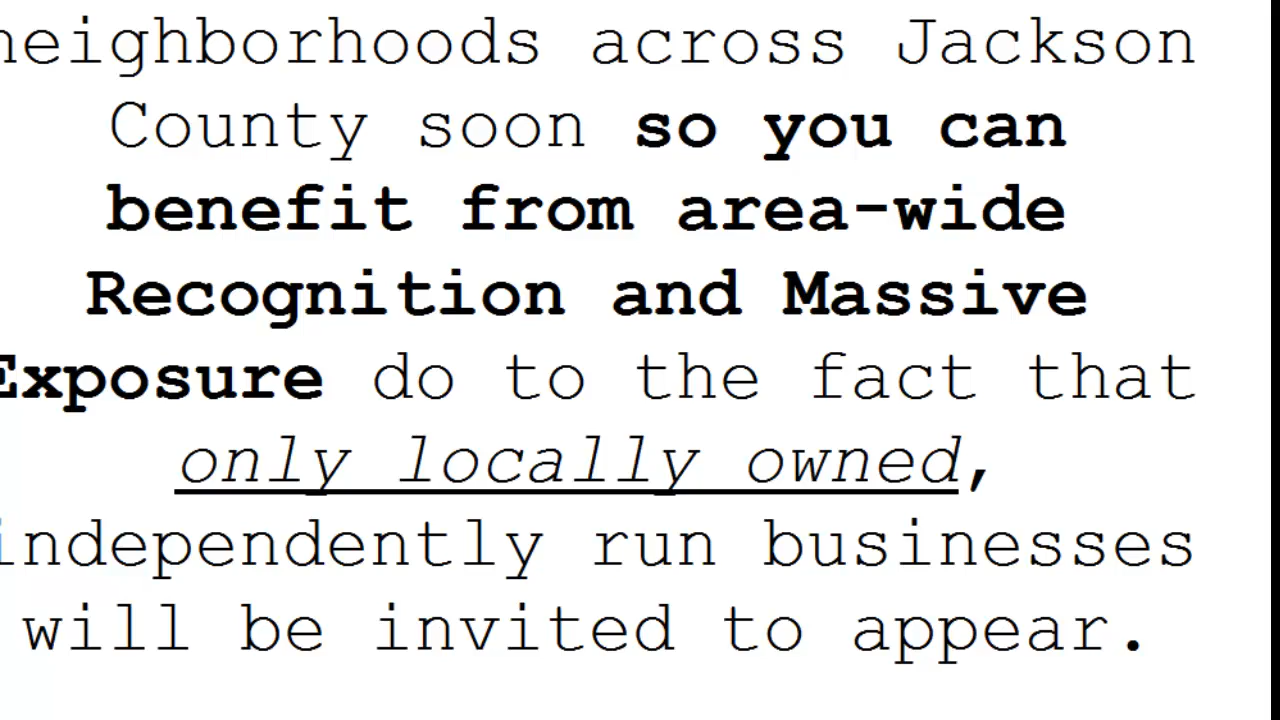 neighborhoods across Jackson
County soon so you can
benefit from area-wide
Recognition and Massive
Exposure do to the fact that
only locally owned,
independently run businesses
will be invited to appear.